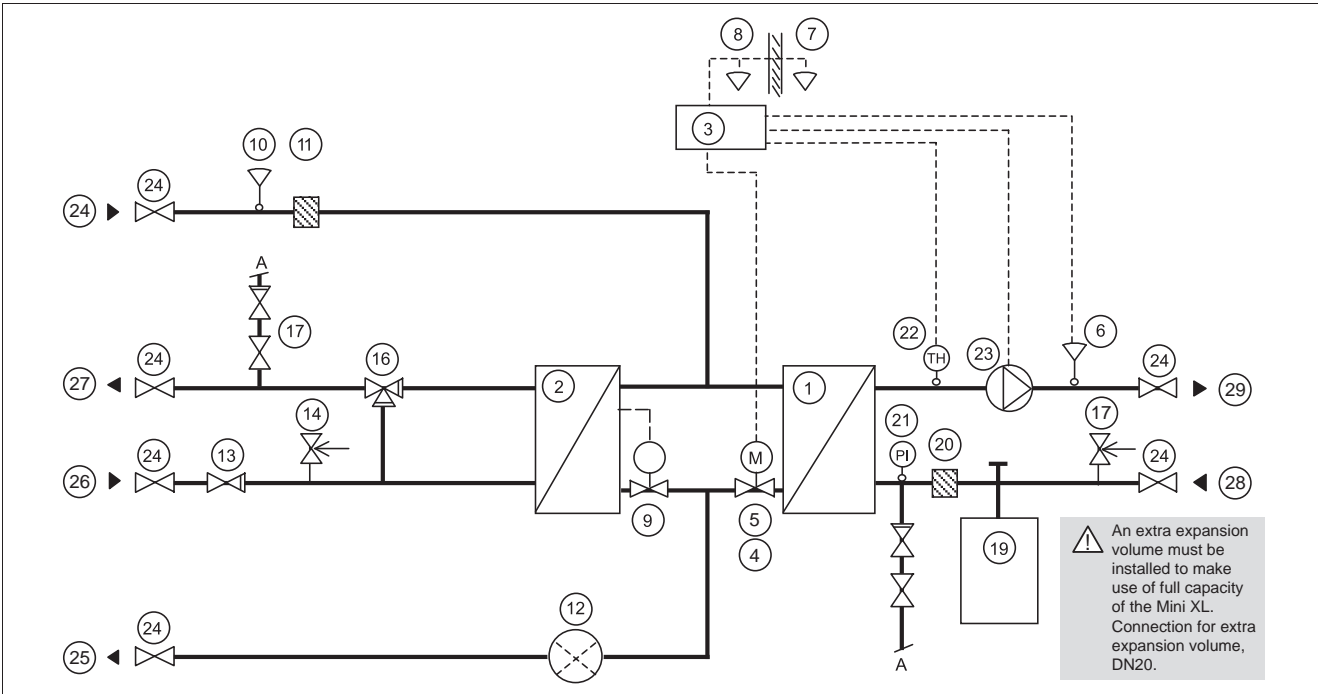 8
7
3
10
11
24
24
A
17
22
23
6
24
16
24
TH
27
2
1
29
14
21
17
20
24
13
M
PI
24
26
28
9
5
4
19
An extra expansion
volume must be
installed to make
use of full capacity
of the Mini XL.
Connection for extra
expansion volume,
DN20.
12
24
25
A